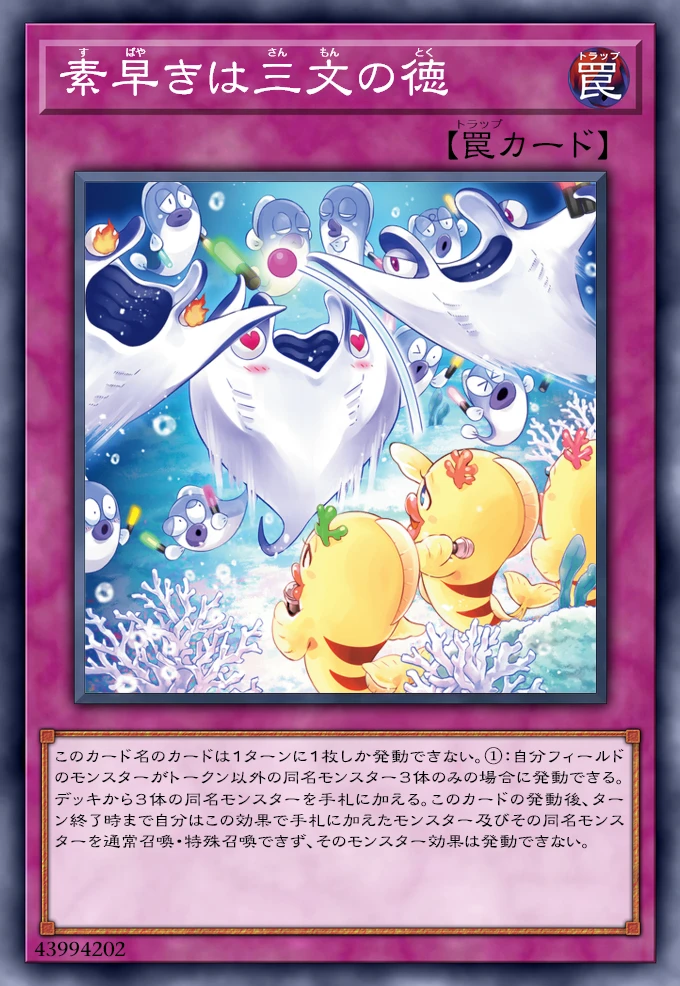 素早きは三文の徳
すばやさんもんとく
トラップ
罠
トラップ
【罠カード】
このカード名のカードは1ターンに1枚しか発動できない。①:自分フィールド
のモンスターがトークン以外の同名モンスター3体のみの場合に発動できる。
デッキから3体の同名モンスターを手札に加える。このカードの発動後、ター
ン終了時まで自分はこの効果で手札に加えたモンスター及びその同名モンス
ターを通常召喚・特殊召喚できず、そのモンスター効果は発動できない。
43994202